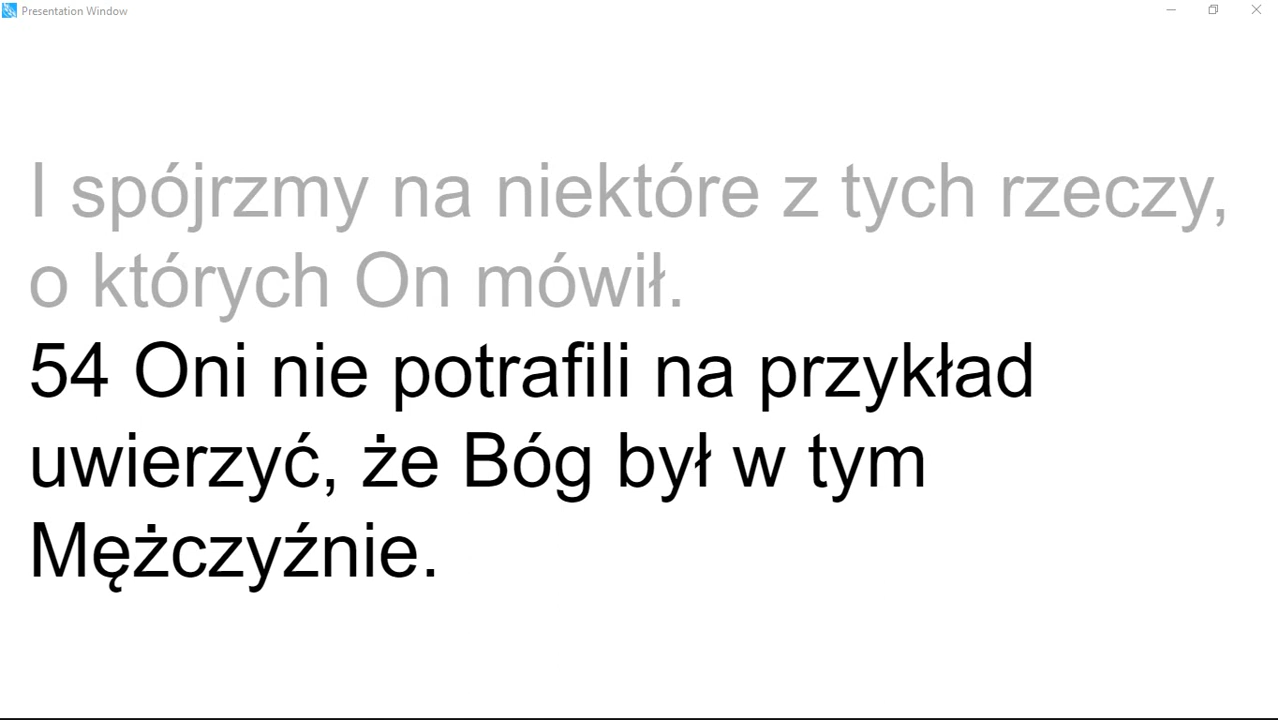 Presentation Window
I spójrzmy na niektóre z tych rzeczy,
o których On mówił.
54 Oni nie potrafili na przykład
uwierzyć, że Bóg był w tym
Mężczyźnie.